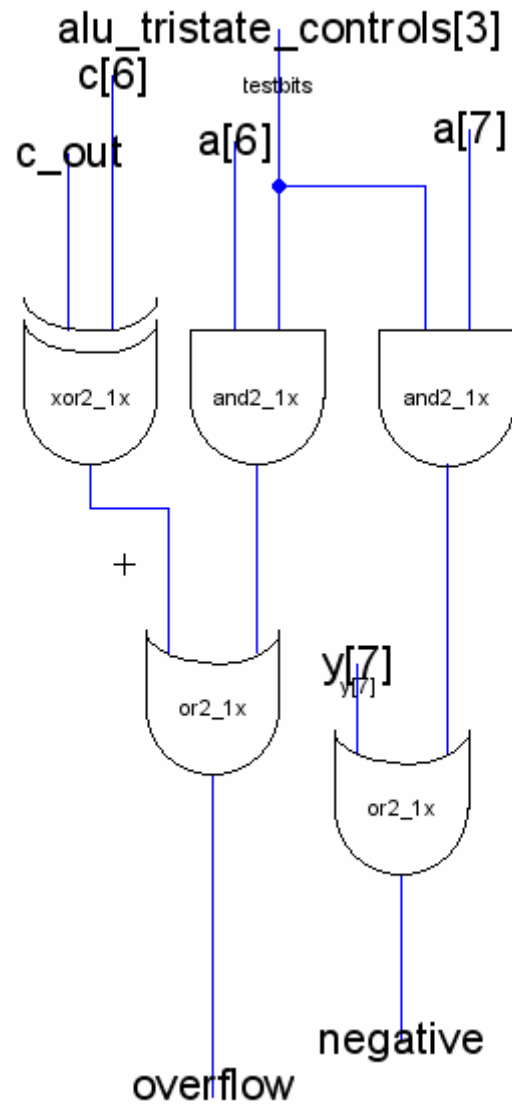 alu_tristate_controls[3]
c[6]
testbits
c_out
a[6]
a[7]
xor2_1x
and2_1x
and2_1x
y[7]
y[7]
or2_1x
or2_1x
negative
overflow